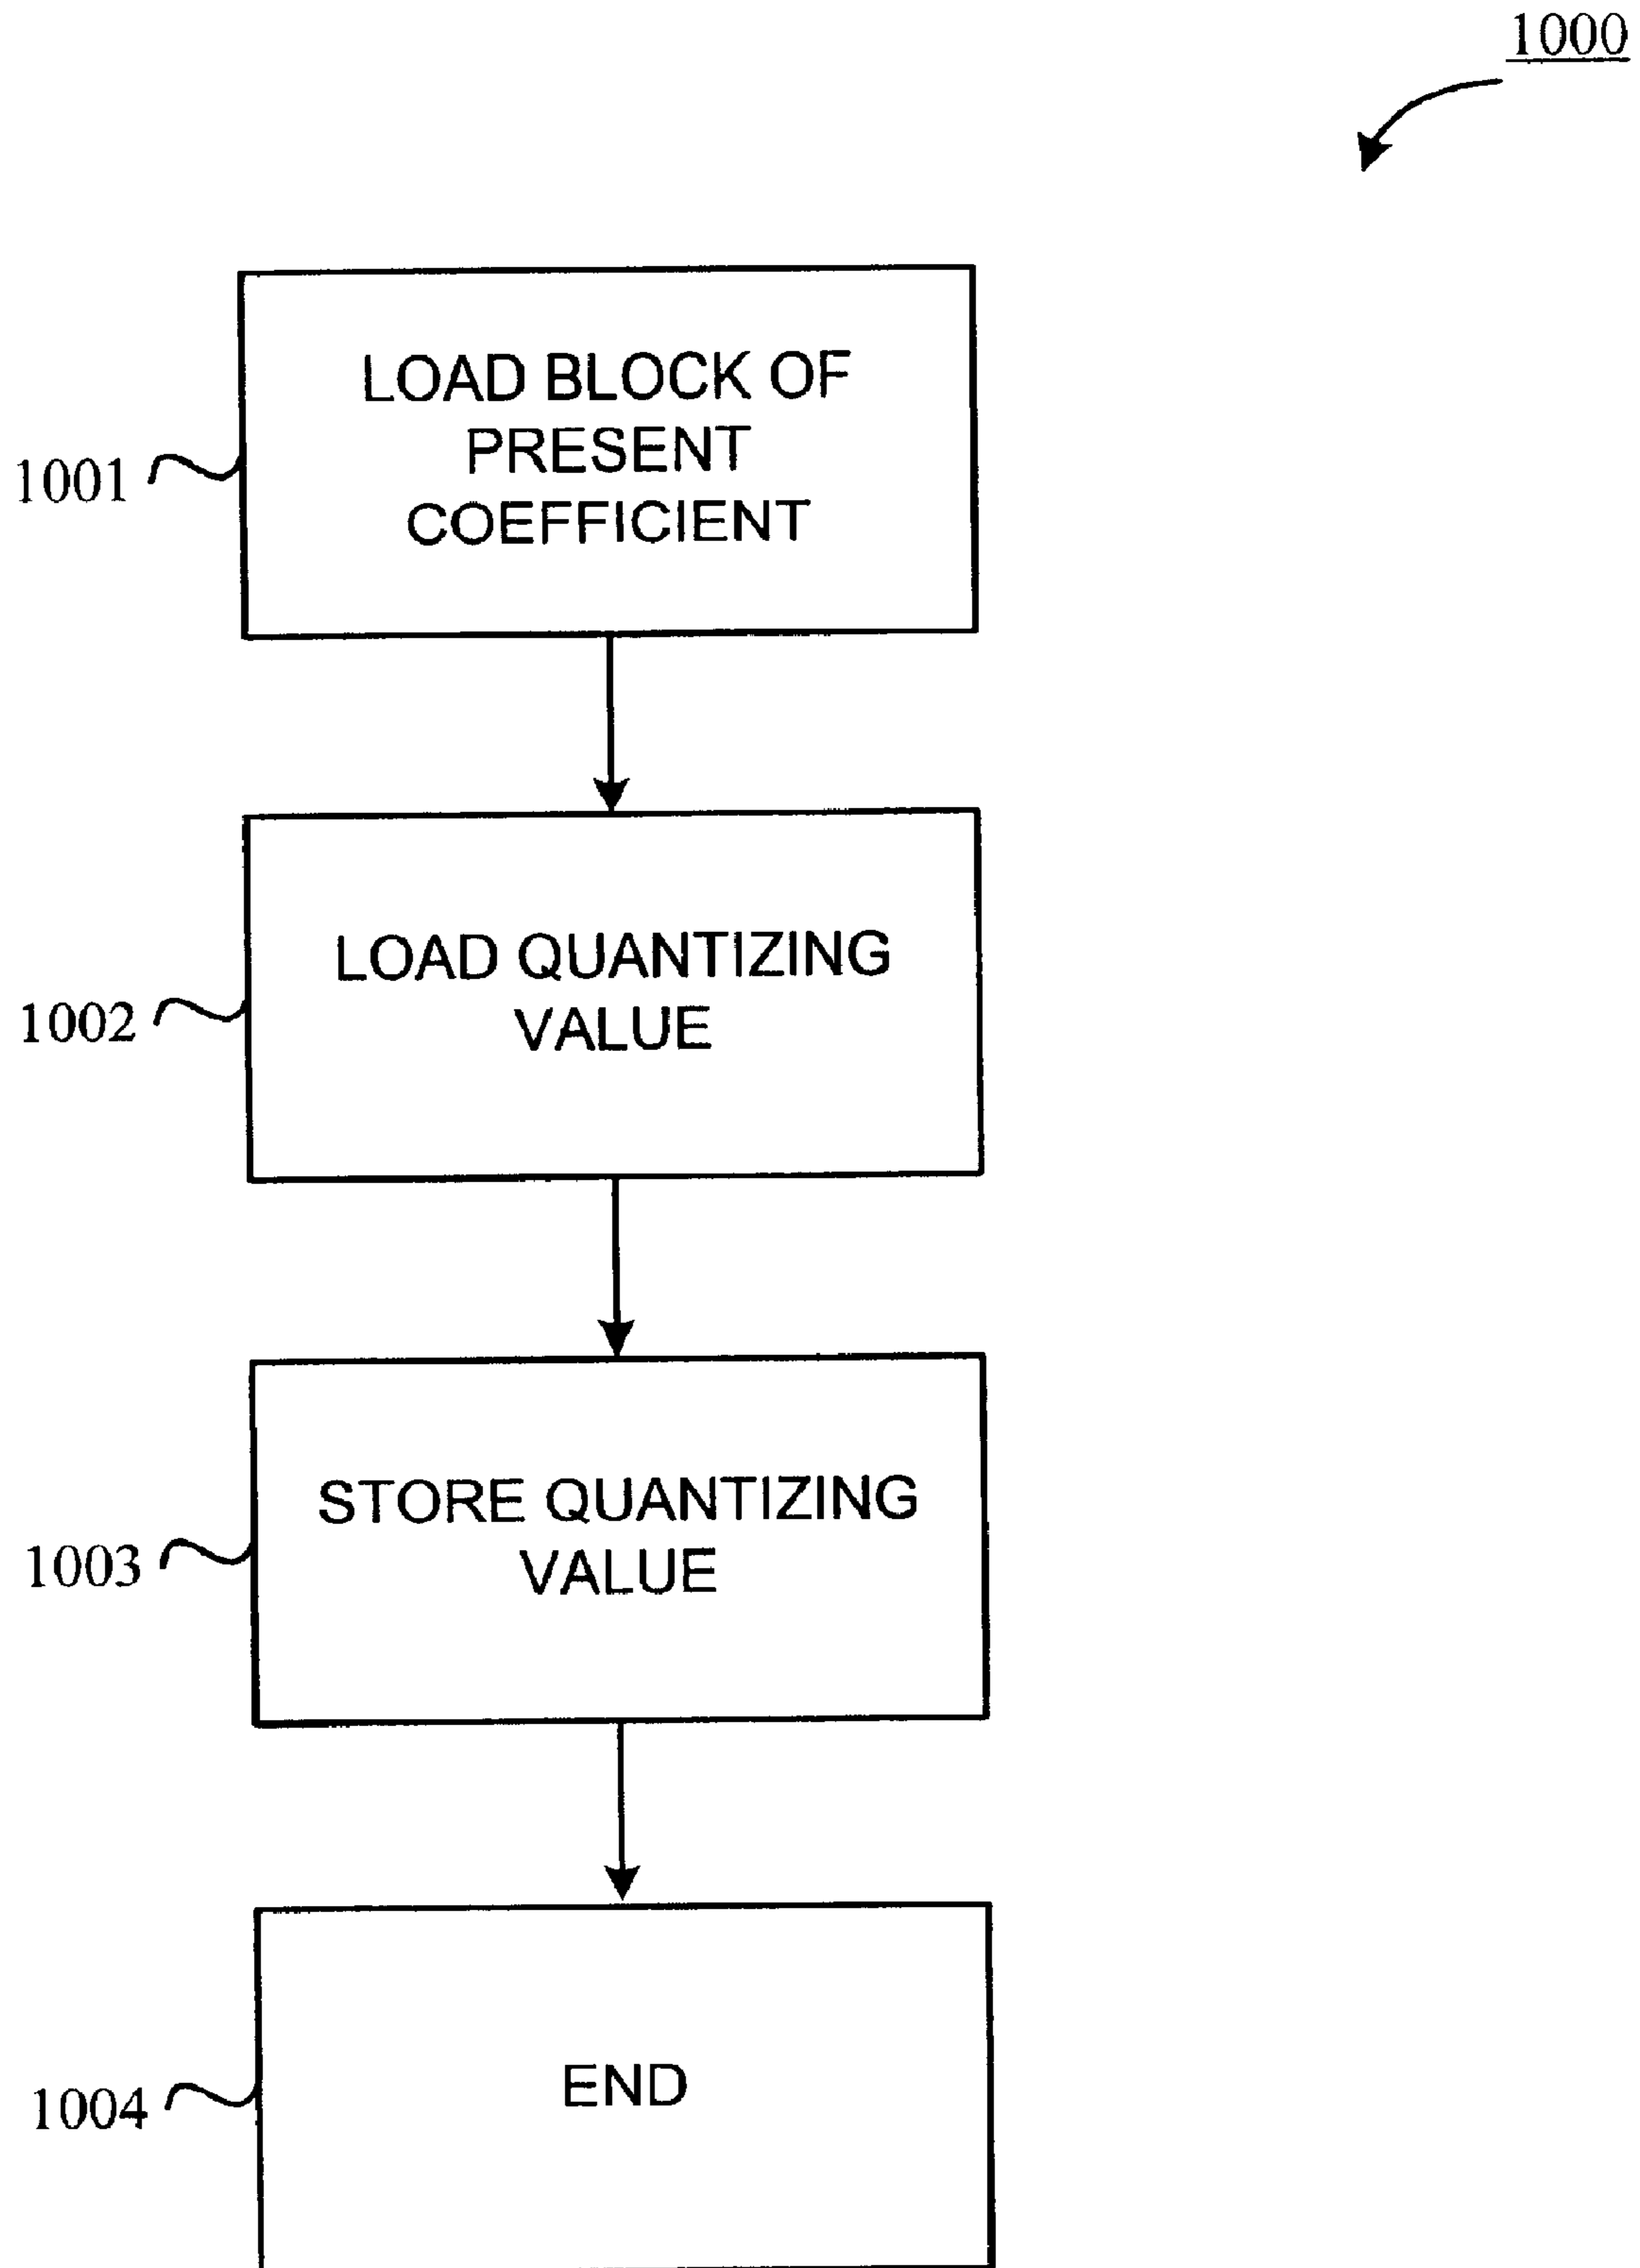 1000
LOAD BLOCK OF
PRESENT
COEFFICIENT
1001
LOAD QUANTIZING
VALUE
1002
STORE QUANTIZING
VALUE
1003
END
1004